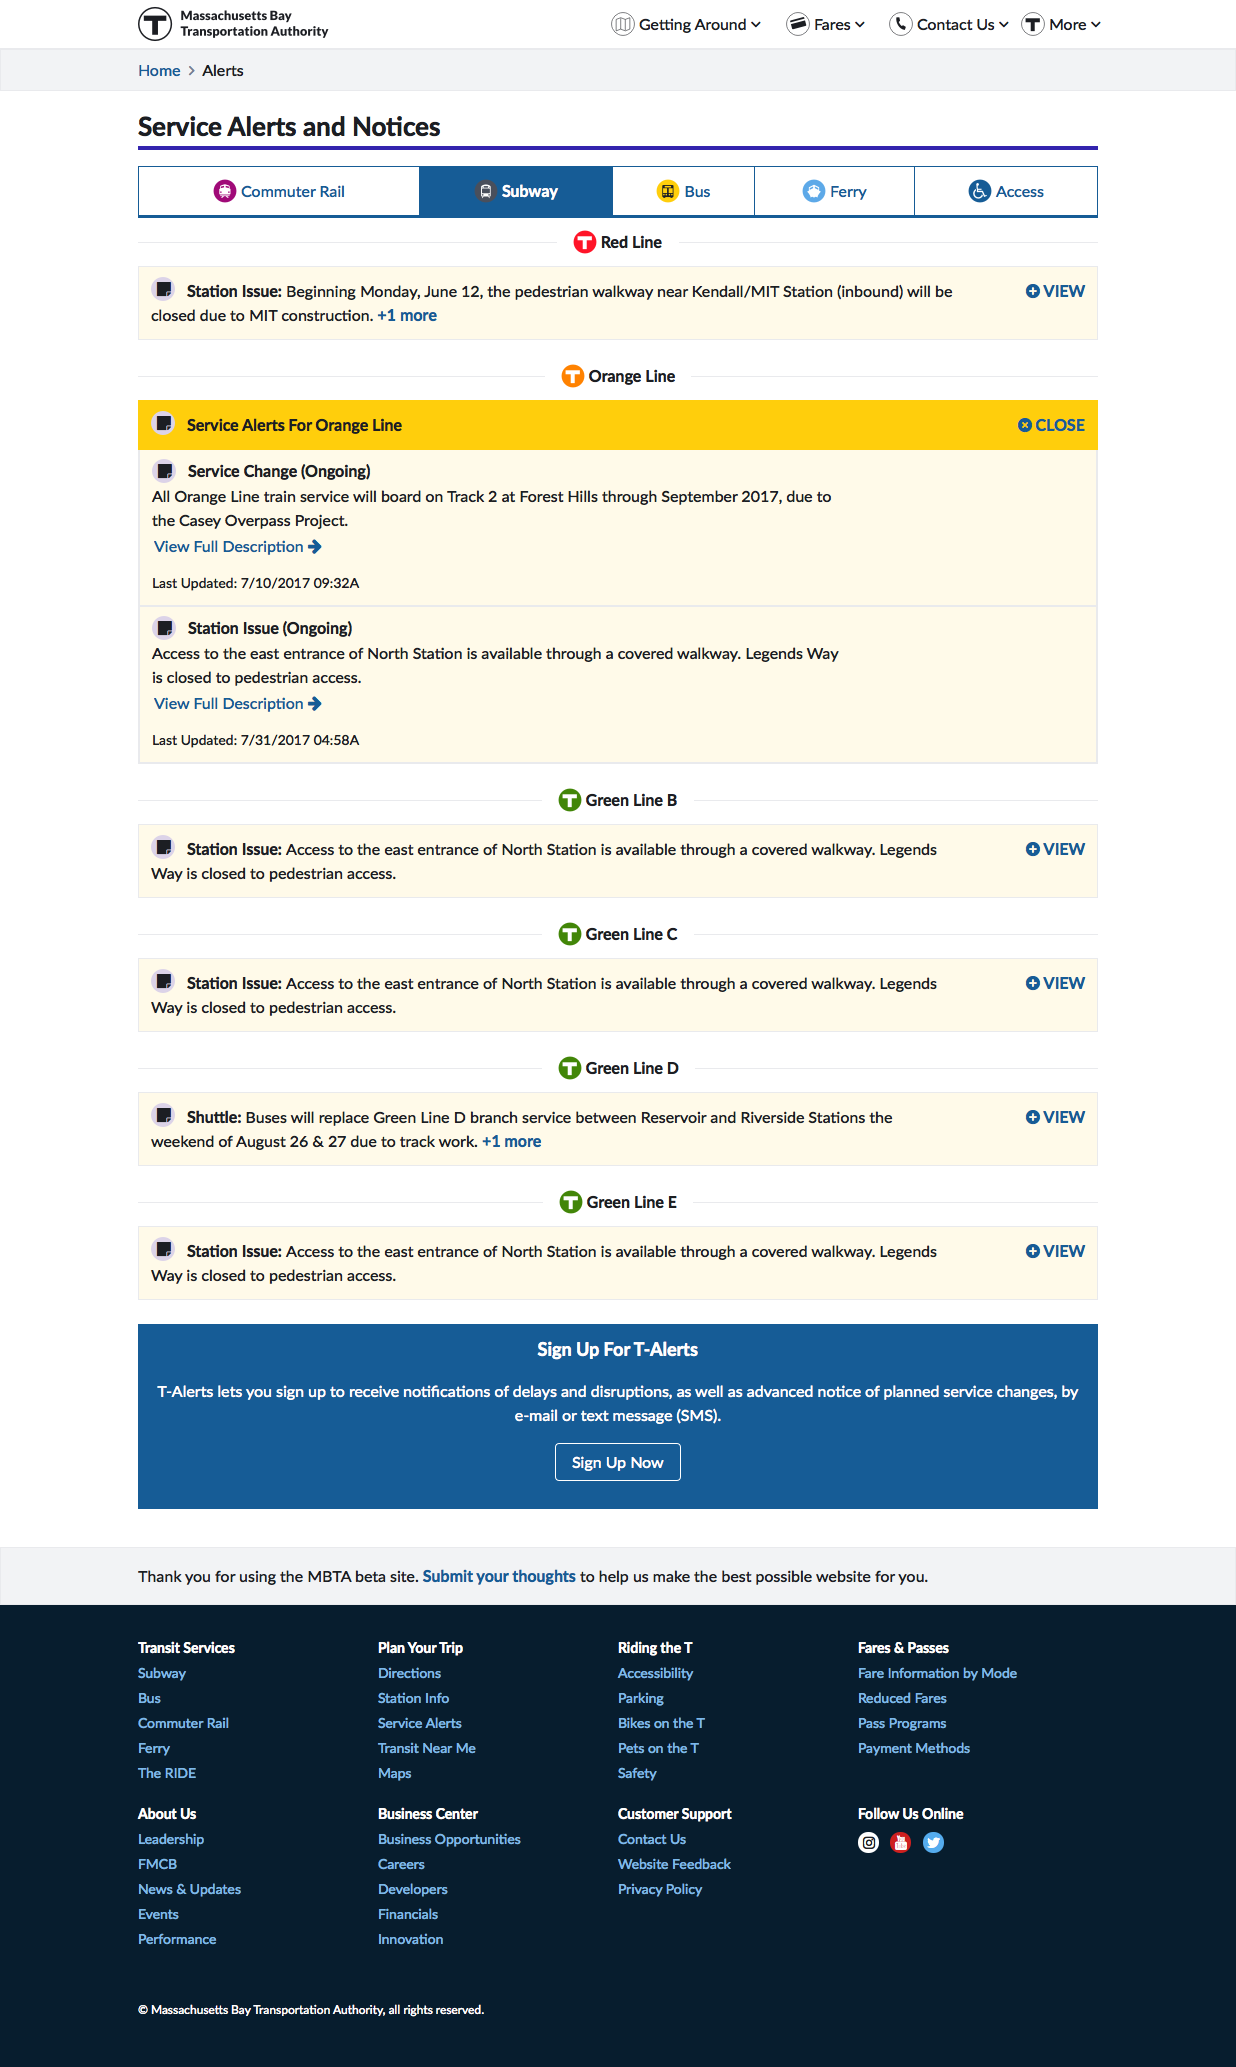 Massachusetts Bay
Transportation Authority
Getting Around
Fares
Contact Us
More
Home > Alerts
Service Alerts and Notices
Commuter Rail
Subway
Bus
Ferry
Access
Red Line
Station Issue: Beginning Monday, June 12, the pedestrian walkway near Kendall/MIT Station (inbound) will be
closed due to MIT construction. +1 more
VIEW
Orange Line
Service Alerts For Orange Line
CLOSE
Service Change (Ongoing)
All Orange Line train service will board on Track 2 at Forest Hills through September 2017, due to
the Casey Overpass Project.
View Full Description
Last Updated: 7/10/2017 09:32A
Station Issue (Ongoing)
Access to the east entrance of North Station is available through a covered walkway. Legends Way
is closed to pedestrian access.
View Full Description
Last Updated: 7/31/2017 04:58A
Green Line B
Station Issue: Access to the east entrance of North Station is available through a covered walkway. Legends
Way is closed to pedestrian access.
VIEW
Green Line C
Station Issue: Access to the east entrance of North Station is available through a covered walkway. Legends
Way is closed to pedestrian access.
VIEW
Green Line D
Shuttle: Buses will replace Green Line D branch service between Reservoir and Riverside Stations the
weekend of August 26 & 27 due to track work. +1 more
VIEW
Green Line E
Station Issue: Access to the east entrance of North Station is available through a covered walkway. Legends
Way is closed to pedestrian access.
VIEW
Sign Up For T-Alerts
T-Alerts lets you sign up to receive notifications of delays and disruptions, as well as advanced notice of planned service changes, by
e-mail or text message (SMS).
Sign Up Now
Thank you for using the MBTA beta site. Submit your thoughts to help us make the best possible website for you.
Transit Services
Subway
Bus
Commuter Rail
Ferry
The RIDE
Plan Your Trip
Directions
Station Info
Service Alerts
Transit Near Me
Maps
Riding the T
Accessibility
Parking
Bikes on the T
Pets on the T
Safety
Fares & Passes
Fare Information by Mode
Reduced Fares
Pass Programs
Payment Methods
About Us
Leadership
FMCB
News & Updates
Events
Performance
Business Center
Business Opportunities
Careers
Developers
Financials
Innovation
Customer Support
Contact Us
Website Feedback
Privacy Policy
Follow Us Online
© Massachusetts Bay Transportation Authority, all rights reserved.